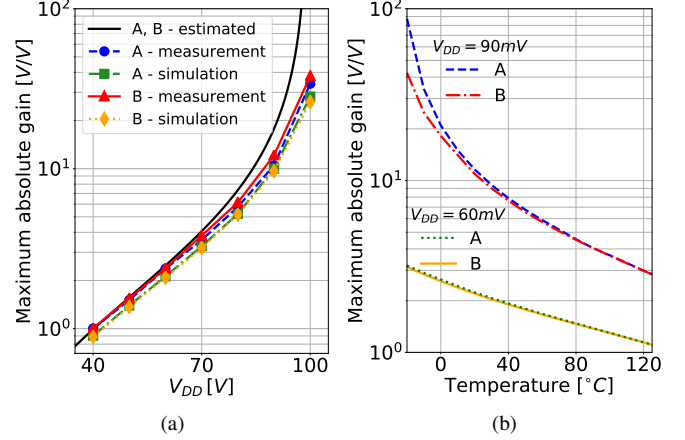 Maximum absolute gain [V/V]
10²
10¹
10⁰
A, B - estimated
A - measurement
A - simulation
B - measurement
B - simulation
40
70
100
V_DD [V]
(a)
Maximum absolute gain [V/V]
10²
10¹
10⁰
V_DD = 90mV
A
B
V_DD = 60mV
A
B
0
40
80
120
Temperature [°C]
(b)